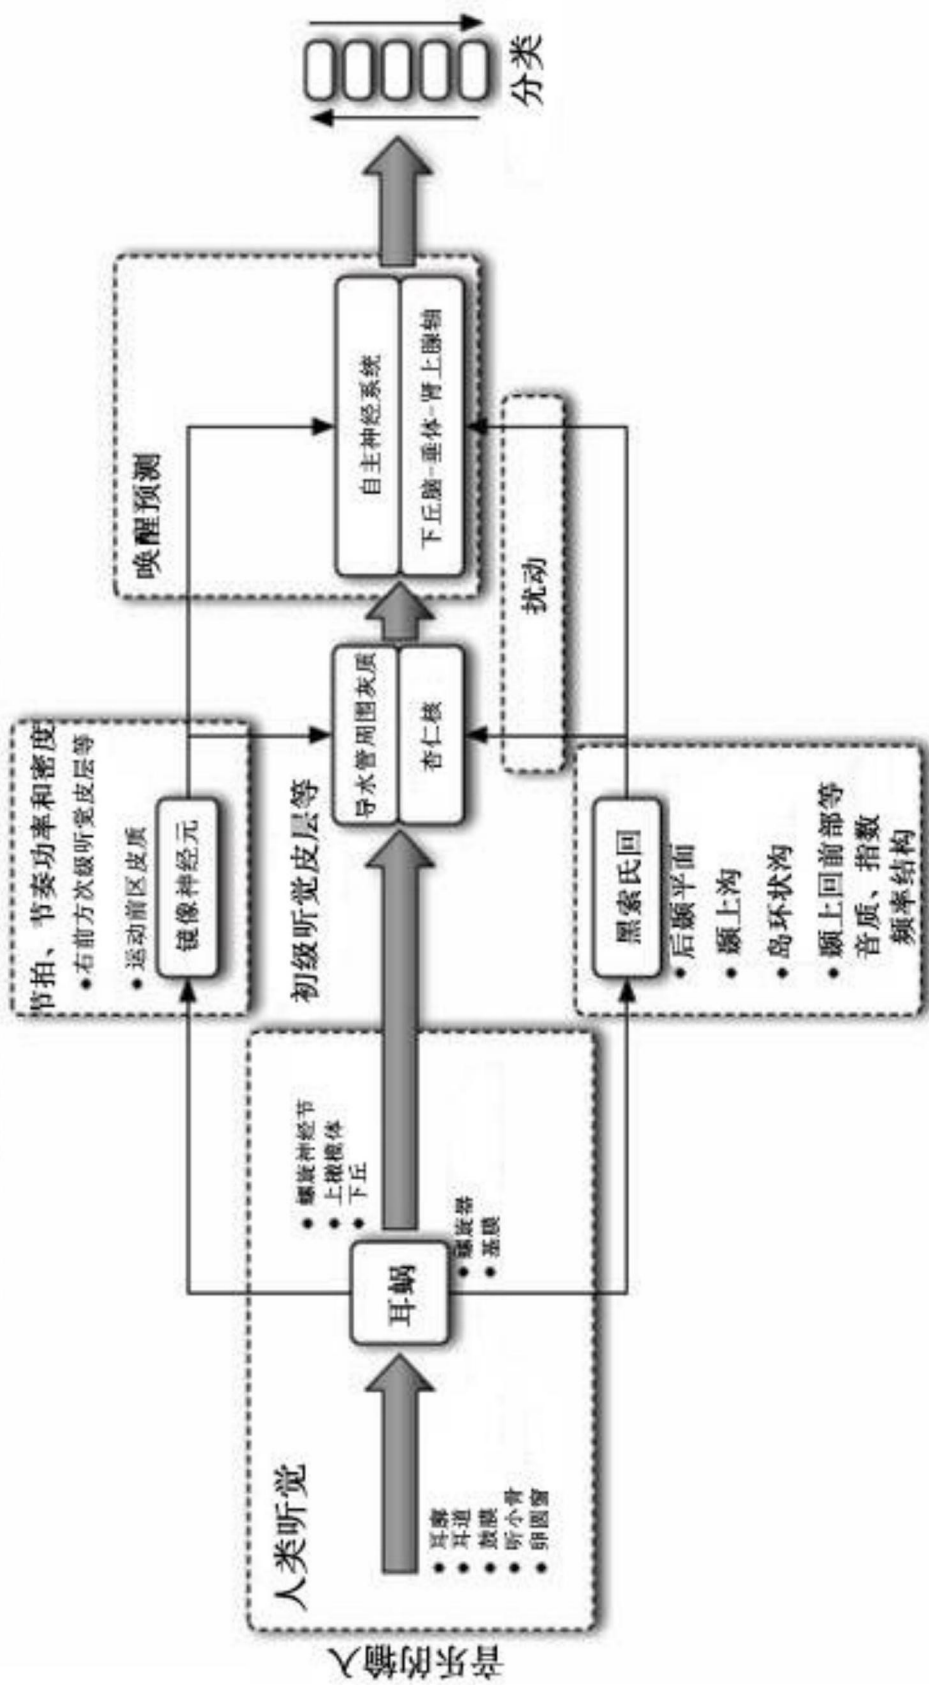 音乐的输入
人类听觉
耳廓
耳道
鼓膜
听小骨
卵圆窗
耳蜗
螺旋神经节
上橄榄体
下丘
螺旋器
基膜
节拍、节奏功率和密度
右前方次级听觉皮层等
运动前区皮质
镜像神经元
初级听觉皮层等
导水管周围灰质
杏仁核
黑索氏回
后颞平面
颞上沟
岛环状沟
颞上回前部等
音质、指数
频率结构
扰动
唤醒预测
自主神经系统
下丘脑-垂体-肾上腺轴
分类